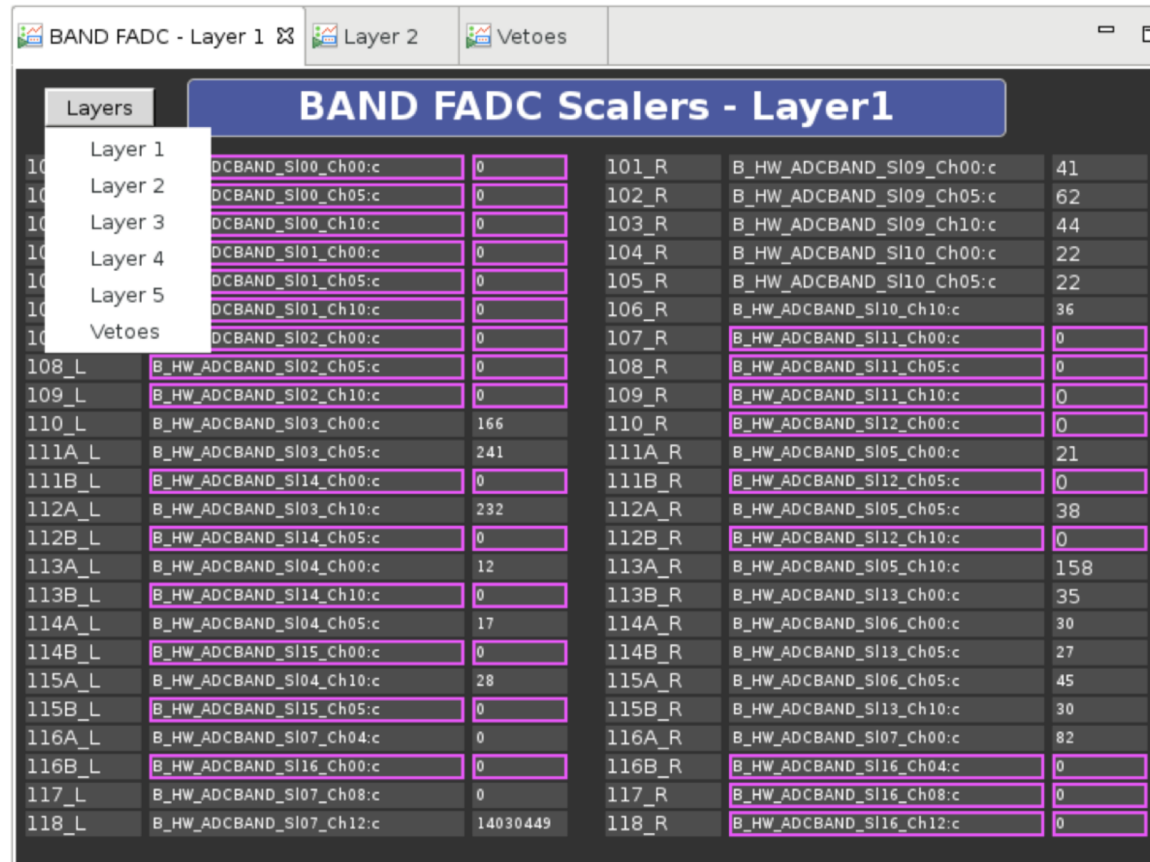 BAND FADC - Layer 1 Layer 2 Vetoes
Layers BAND FADC Scalers - Layer1
Layer 1
Layer 2
Layer 3
Layer 4
Layer 5
Vetoes
DCBAND_Sl00_Ch00:c 0 101_R B_HW_ADCBAND_Sl09_Ch00:c 41
DCBAND_Sl00_Ch05:c 0 102_R B_HW_ADCBAND_Sl09_Ch05:c 62
DCBAND_Sl00_Ch10:c 0 103_R B_HW_ADCBAND_Sl09_Ch10:c 44
DCBAND_Sl01_Ch00:c 0 104_R B_HW_ADCBAND_Sl10_Ch00:c 22
DCBAND_Sl01_Ch05:c 0 105_R B_HW_ADCBAND_Sl10_Ch05:c 22
DCBAND_Sl01_Ch10:c 0 106_R B_HW_ADCBAND_Sl10_Ch10:c 36
DCBAND_Sl02_Ch00:c 0 107_R B_HW_ADCBAND_Sl11_Ch00:c 0
108_L B_HW_ADCBAND_Sl02_Ch05:c 0 108_R B_HW_ADCBAND_Sl11_Ch05:c 0
109_L B_HW_ADCBAND_Sl02_Ch10:c 0 109_R B_HW_ADCBAND_Sl11_Ch10:c 0
110_L B_HW_ADCBAND_Sl03_Ch00:c 166 110_R B_HW_ADCBAND_Sl12_Ch00:c 0
111A_L B_HW_ADCBAND_Sl03_Ch05:c 241 111A_R B_HW_ADCBAND_Sl05_Ch00:c 21
111B_L B_HW_ADCBAND_Sl14_Ch00:c 0 111B_R B_HW_ADCBAND_Sl12_Ch05:c 0
112A_L B_HW_ADCBAND_Sl03_Ch10:c 232 112A_R B_HW_ADCBAND_Sl05_Ch05:c 38
112B_L B_HW_ADCBAND_Sl14_Ch05:c 0 112B_R B_HW_ADCBAND_Sl12_Ch10:c 0
113A_L B_HW_ADCBAND_Sl04_Ch00:c 12 113A_R B_HW_ADCBAND_Sl05_Ch10:c 158
113B_L B_HW_ADCBAND_Sl14_Ch10:c 0 113B_R B_HW_ADCBAND_Sl13_Ch00:c 35
114A_L B_HW_ADCBAND_Sl04_Ch05:c 17 114A_R B_HW_ADCBAND_Sl06_Ch00:c 30
114B_L B_HW_ADCBAND_Sl15_Ch00:c 0 114B_R B_HW_ADCBAND_Sl13_Ch05:c 27
115A_L B_HW_ADCBAND_Sl04_Ch10:c 28 115A_R B_HW_ADCBAND_Sl06_Ch05:c 45
115B_L B_HW_ADCBAND_Sl15_Ch05:c 0 115B_R B_HW_ADCBAND_Sl13_Ch10:c 30
116A_L B_HW_ADCBAND_Sl07_Ch04:c 0 116A_R B_HW_ADCBAND_Sl07_Ch00:c 82
116B_L B_HW_ADCBAND_Sl16_Ch00:c 0 116B_R B_HW_ADCBAND_Sl16_Ch04:c 0
117_L B_HW_ADCBAND_Sl07_Ch08:c 0 117_R B_HW_ADCBAND_Sl16_Ch08:c 0
118_L B_HW_ADCBAND_Sl07_Ch12:c 14030449 118_R B_HW_ADCBAND_Sl16_Ch12:c 0